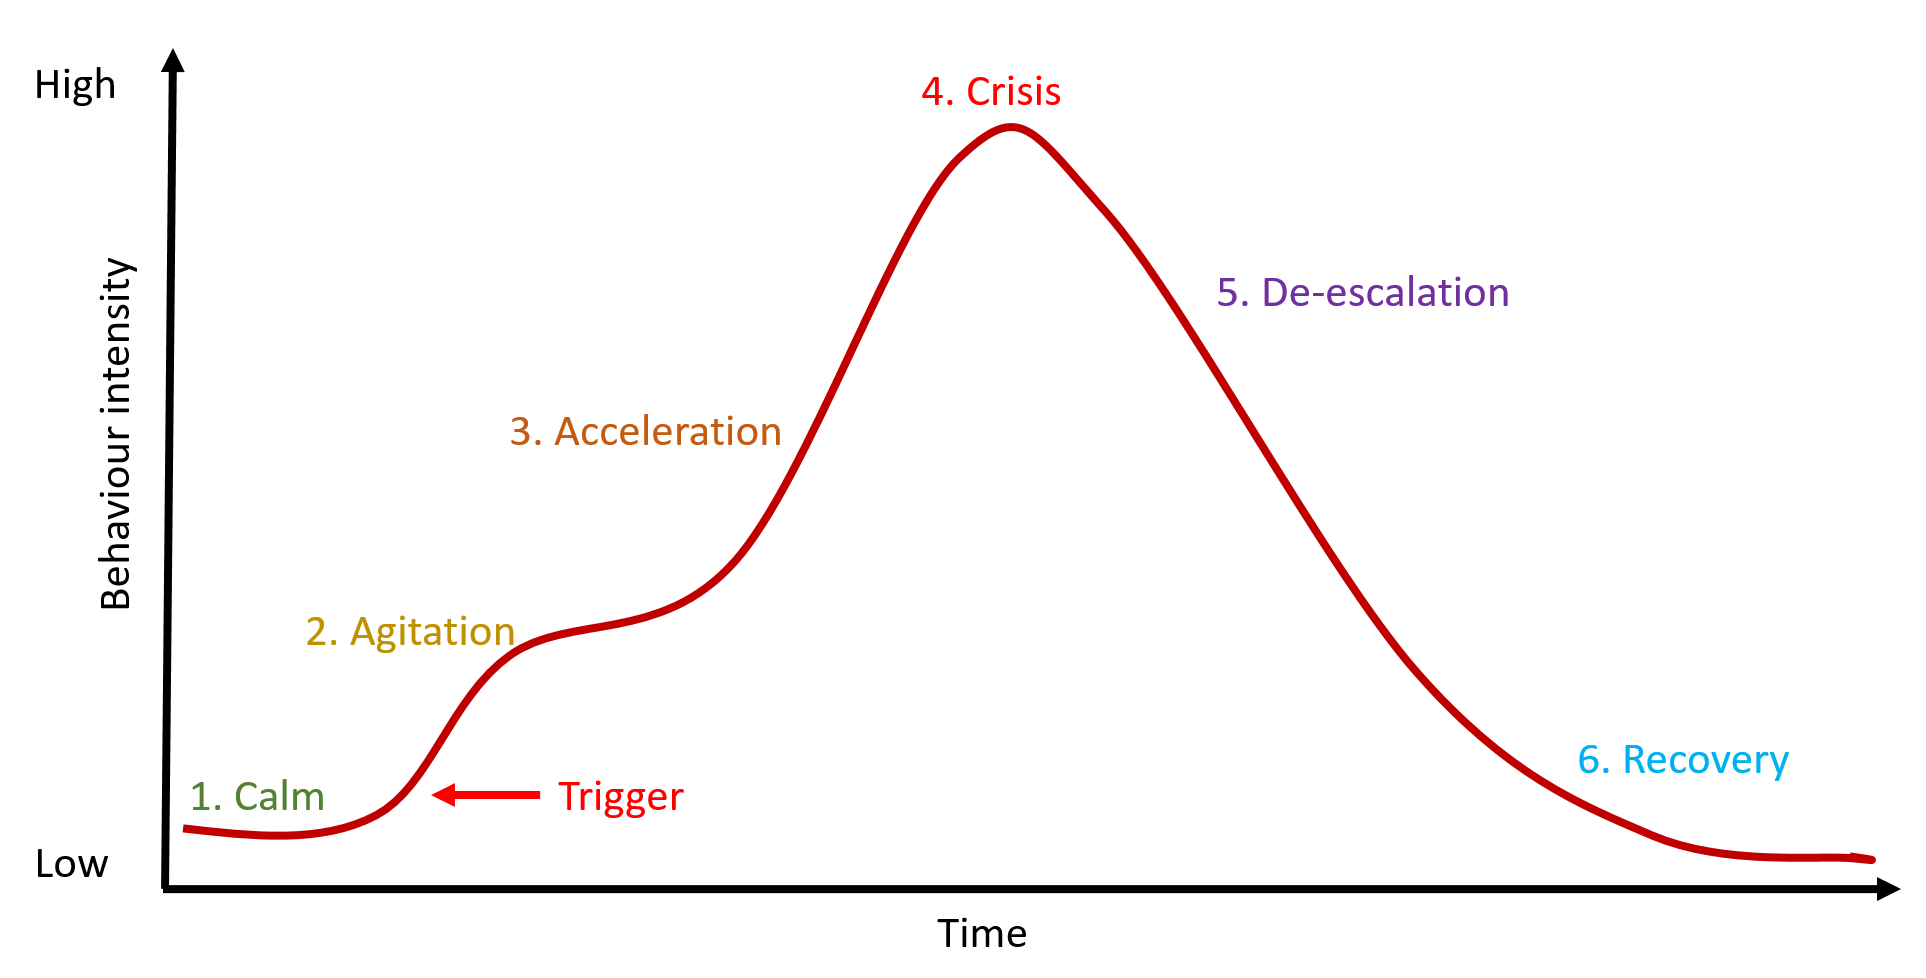 High
4. Crisis
5. De-escalation
Behaviour intensity
3. Acceleration
2. Agitation
6. Recovery
1. Calm
Trigger
Low
Time